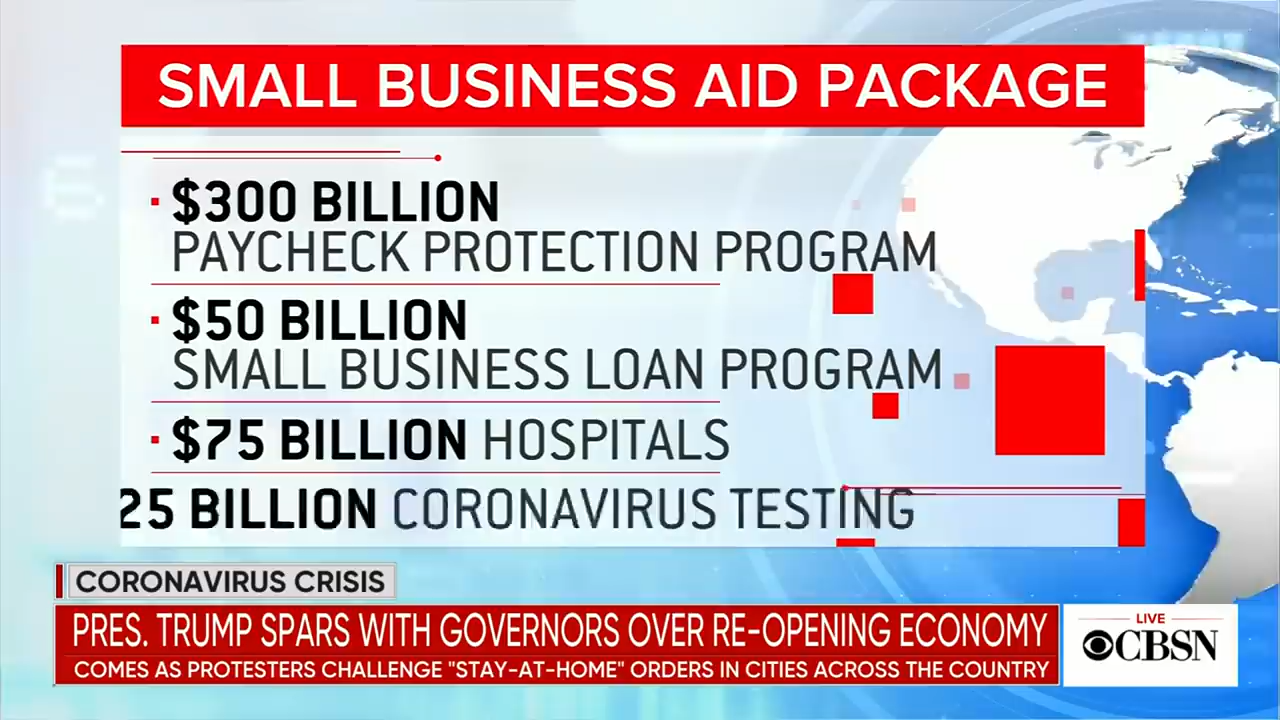 SMALL BUSINESS AID PACKAGE
$300 BILLION
PAYCHECK PROTECTION PROGRAM
$50 BILLION
SMALL BUSINESS LOAN PROGRAM
$75 BILLION HOSPITALS
25 BILLION CORONAVIRUS TESTING
CORONAVIRUS CRISIS
PRES. TRUMP SPARS WITH GOVERNORS OVER RE-OPENING ECONOMY
COMES AS PROTESTERS CHALLENGE "STAY-AT-HOME" ORDERS IN CITIES ACROSS THE COUNTRY
LIVE
CBSN